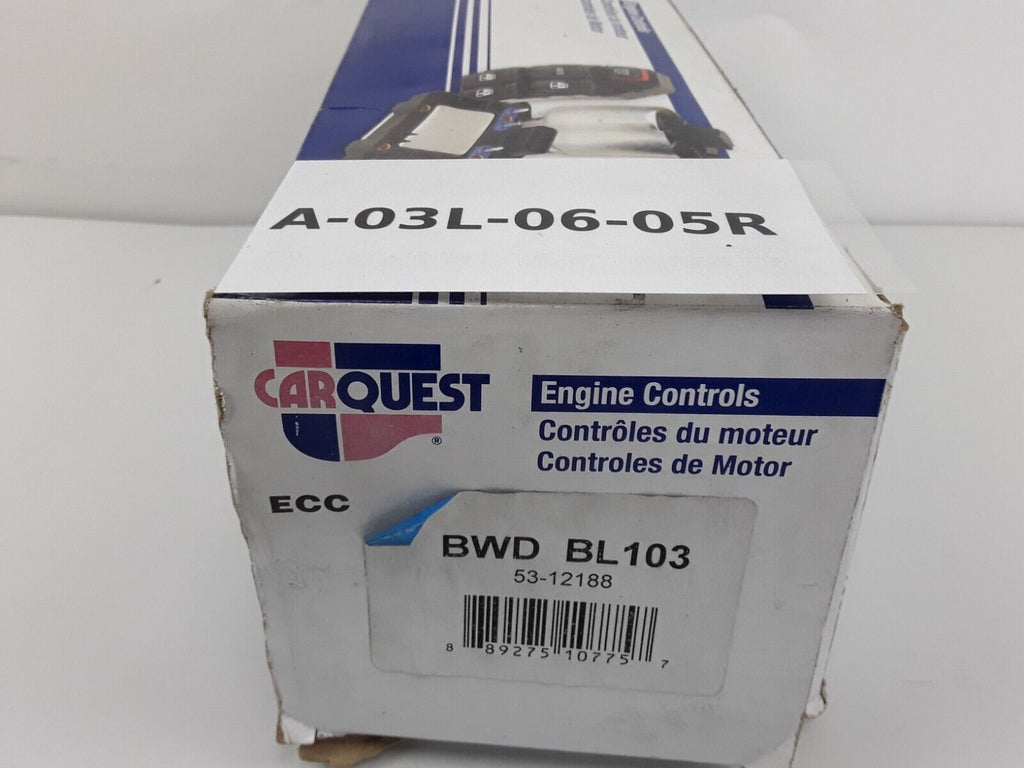 A-03L-06-05R
CARQUEST
®
Engine Controls
Contrôles du moteur
Controles de Motor
ECC
BWD BL103
53-12188
8 89275 10775 7